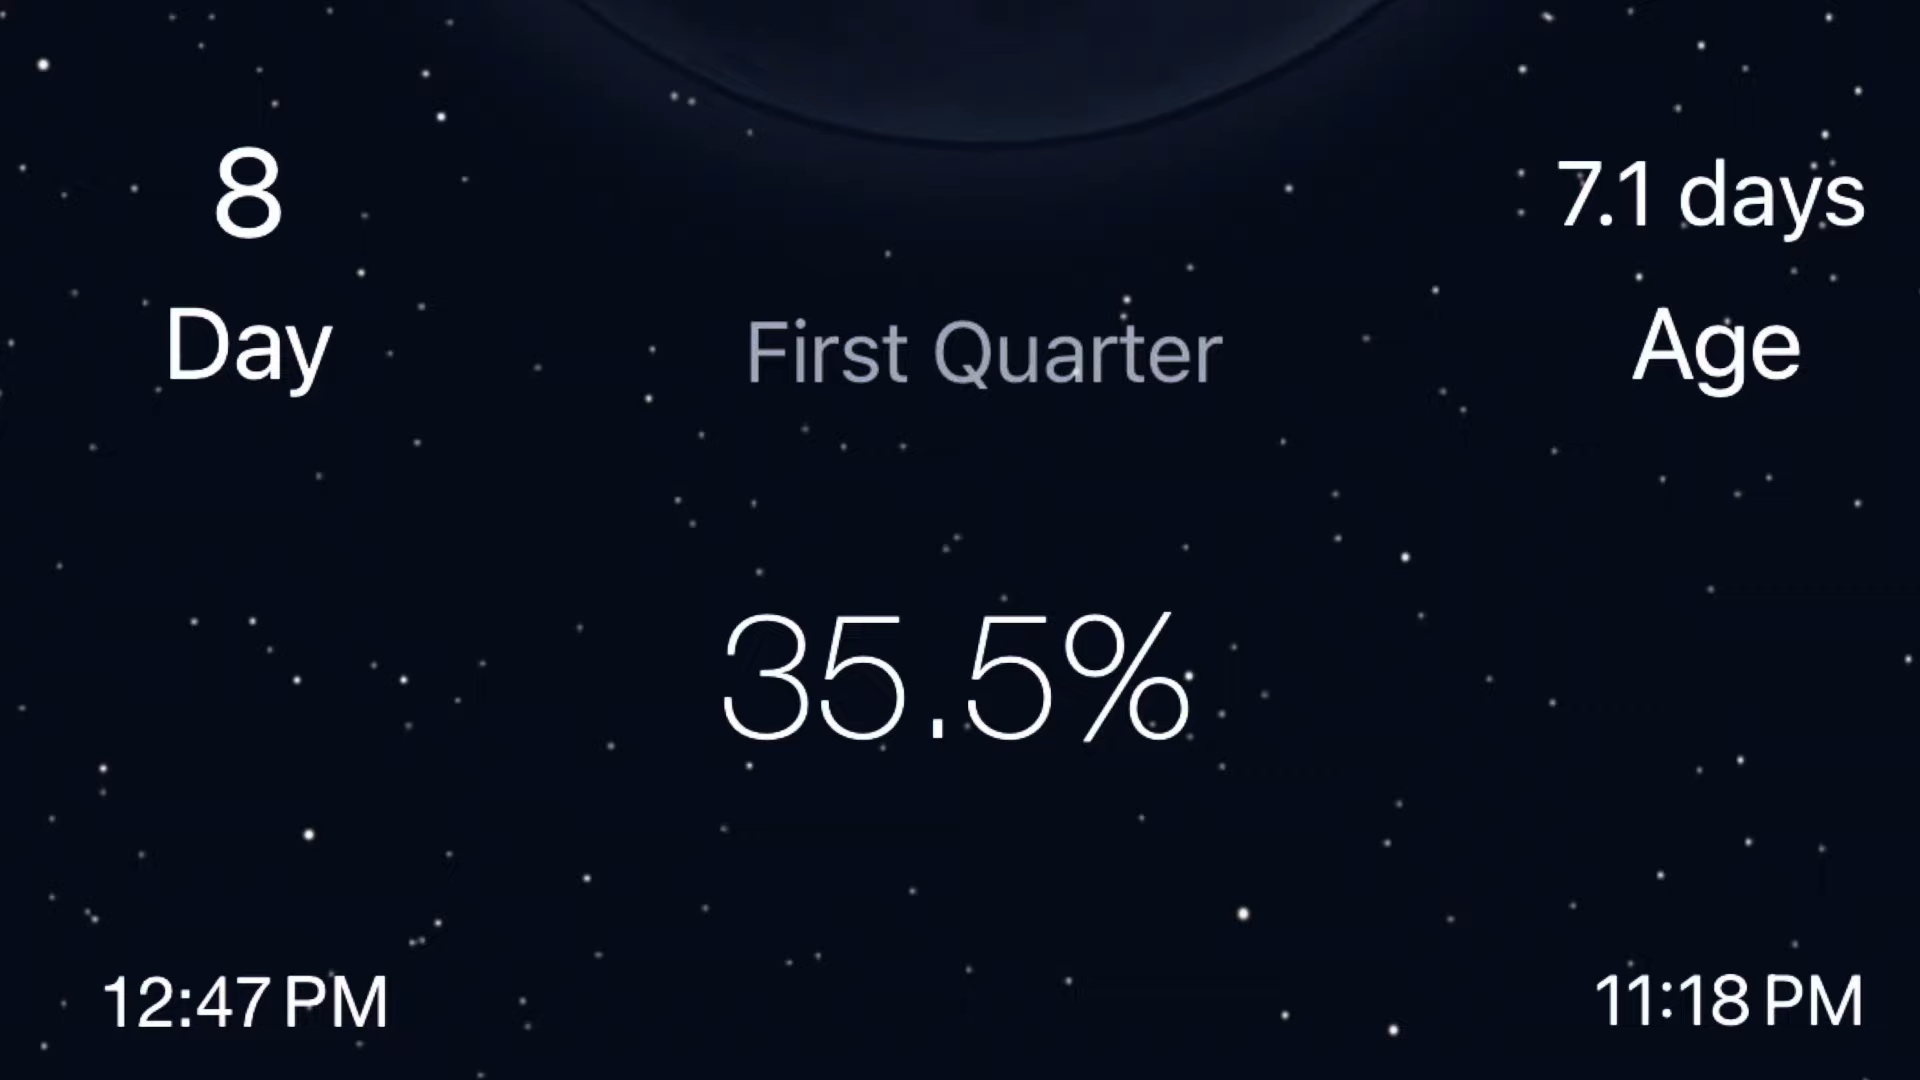 8
7.1 days
Day
First Quarter
Age
35.5%
12:47 PM
11:18 PM